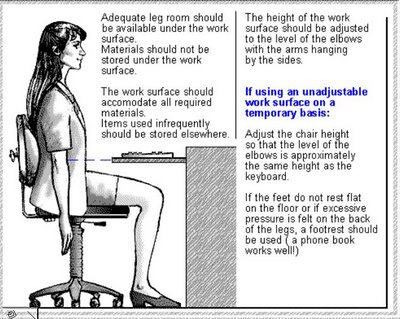 Adequate leg room should
be available under the work
surface.
Materials should not be
stored under the work
surface.
The work surface should
accomodate all required
materials.
Items used infrequently
should be stored elsewhere.
The height of the work
surface should be adjusted
to the level of the elbows
with the arms hanging
by the sides.
If using an unadjustable
work surface on a
temporary basis:
Adjust the chair height
so that the level of the
elbows is approximately
the same height as the
keyboard.
If the feet do not rest flat
on the floor or if excessive
pressure is felt on the back
of the legs, a footrest should
be used ( a phone book
works well!)